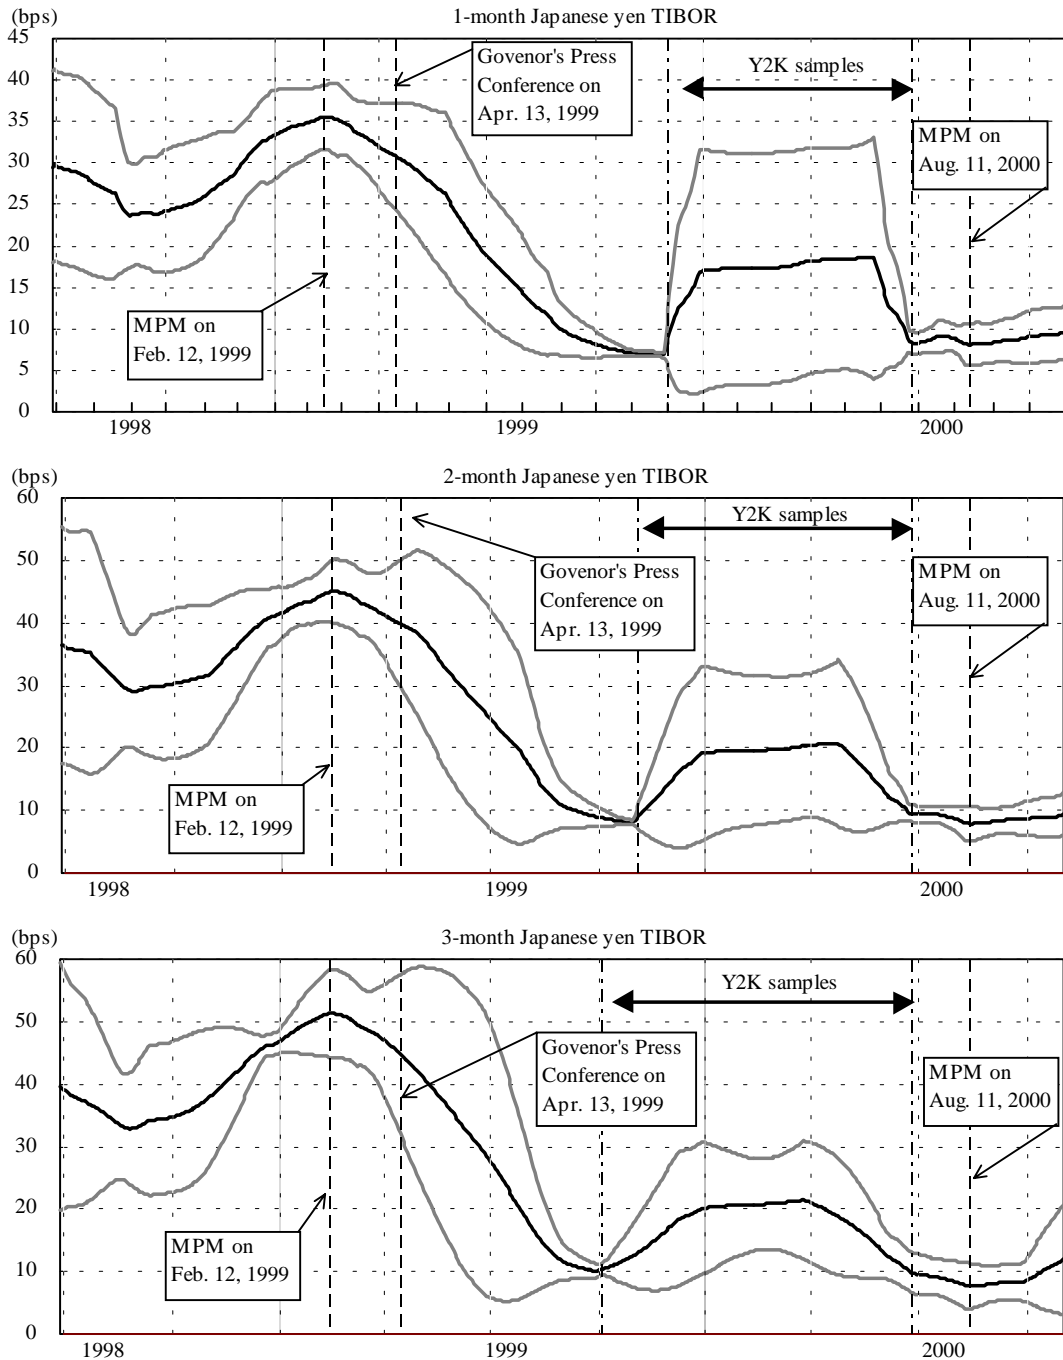 (bps)
1-month Japanese yen TIBOR
45
40
35
30
25
20
15
10
5
0
Govenor's Press
Conference on
Apr. 13, 1999
Y2K samples
MPM on
Aug. 11, 2000
MPM on
Feb. 12, 1999
1998
1999
2000
(bps)
2-month Japanese yen TIBOR
60
50
40
30
20
10
0
Y2K samples
Govenor's Press
Conference on
Apr. 13, 1999
MPM on
Aug. 11, 2000
MPM on
Feb. 12, 1999
1998
1999
2000
(bps)
3-month Japanese yen TIBOR
60
50
40
30
20
10
0
Y2K samples
Govenor's Press
Conference on
Apr. 13, 1999
MPM on
Aug. 11, 2000
MPM on
Feb. 12, 1999
1998
1999
2000